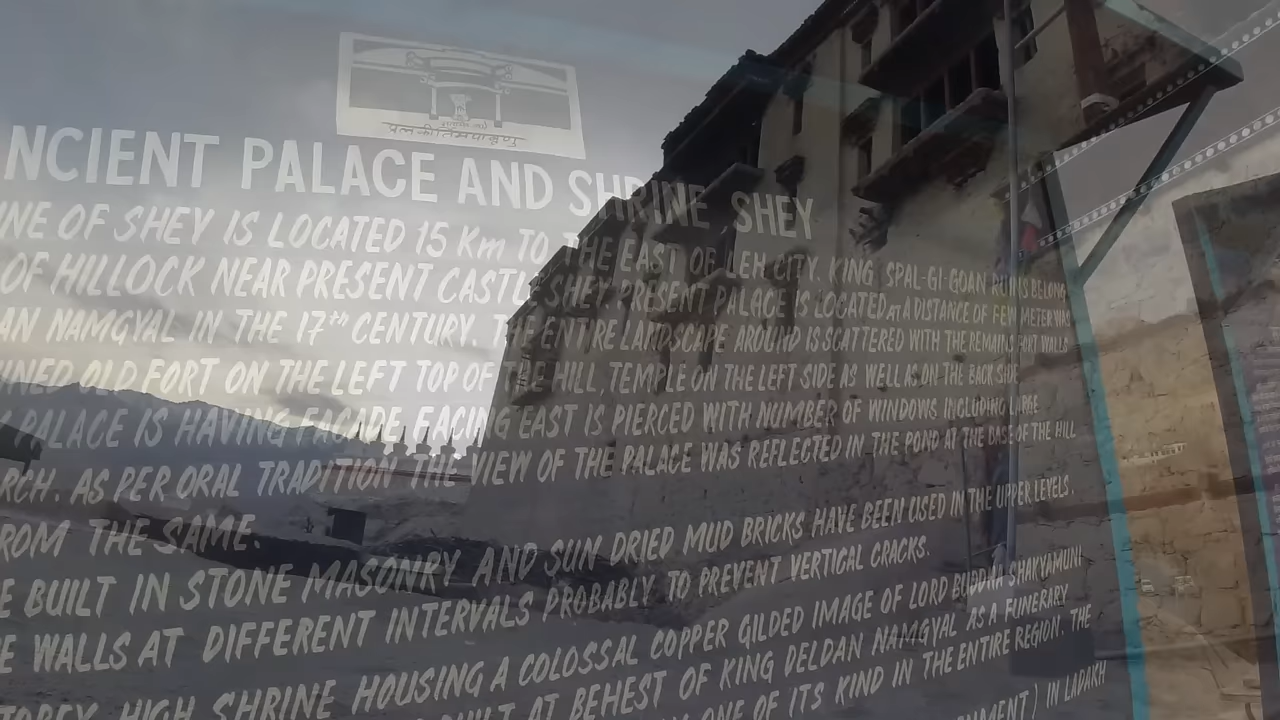 प्रत्नकीर्तिमपावृणु
NCIENT PALACE AND SHRINE SHEY
INE OF SHEY IS LOCATED 15 Km TO THE EAST OF LEH CITY. KING SPAL-GI-GOAN RUINS BELONG
OF HILLOCK NEAR PRESENT CASTLE SHEY PRESENT PALACE IS LOCATED AT A DISTANCE OF FEW METER WAS
AN NAMGYAL IN THE 17th CENTURY. THE ENTIRE LANDSCAPE AROUND IS SCATTERED WITH THE REMAINS FORT WALLS
INED OLD FORT ON THE LEFT TOP OF THE HILL, TEMPLE ON THE LEFT SIDE AS WELL AS ON THE BACK SIDE
Y PALACE IS HAVING FACADE FACING EAST IS PIERCED WITH NUMBER OF WINDOWS INCLUDING LARGE
RCH. AS PER ORAL TRADITION THE VIEW OF THE PALACE WAS REFLECTED IN THE POND AT THE BASE OF THE HILL
ROM THE SAME.
E BUILT IN STONE MASONRY AND SUN DRIED MUD BRICKS HAVE BEEN USED IN THE UPPER LEVELS.
E WALLS AT DIFFERENT INTERVALS PROBABLY TO PREVENT VERTICAL CRACKS.
TOREY HIGH SHRINE HOUSING A COLOSSAL COPPER GILDED IMAGE OF LORD BUDDHA SHAKYAMUNI
BUILT AT BEHEST OF KING DELDAN NAMGYAL AS A FUNERARY
ONE OF ITS KIND IN THE ENTIRE REGION. THE
NMENT) IN LADAKH